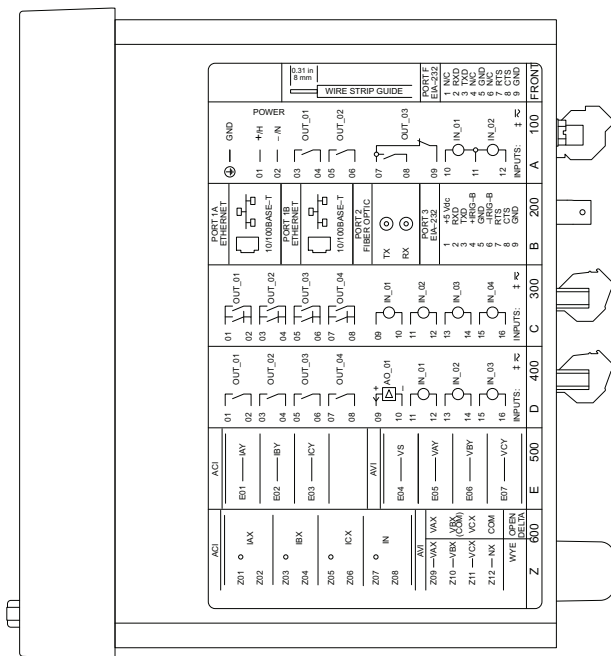 0.31 in
8 mm
WIRE STRIP GUIDE
PORT F
EIA–232
1 N/C
2 RXD
3 TXD
4 N/C
5 GND
6 N/C
7 RTS
8 CTS
9 GND
FRONT
GND
POWER
01 +/H
02 – /N
OUT_01
03
04
OUT_02
05
06
OUT_03
07
08
09
10 IN_01
11
IN_02
12
INPUTS: ‡
A 100
PORT 1A
ETHERNET
10/100BASE–T
PORT 1B
ETHERNET
10/100BASE–T
PORT 2
FIBER OPTIC
TX
RX
PORT 3
EIA–232
1 +5 Vdc
2 RXD
3 TXD
4 +IRIG–B
5 GND
6 –IRIG–B
7 RTS
8 CTS
9 GND
B 200
01 OUT_01
02
03 OUT_02
04
05 OUT_03
06
07 OUT_04
08
09 IN_01
10
11 IN_02
12
13 IN_03
14
15 IN_04
16
INPUTS: ‡
C 300
01 OUT_01
02
03 OUT_02
04
05 OUT_03
06
07 OUT_04
08
09 + AO_01
10 –
11 IN_01
12
13 IN_02
14
15 IN_03
16
INPUTS: ‡
D 400
ACI
E01 IAY
E02 IBY
E03 ICY
AVI
E04 VS
E05 VAY
E06 VBY
E07 VCY
E 500
ACI
Z01 IAX
Z02
Z03 IBX
Z04
Z05 ICX
Z06
Z07 IN
Z08
AVI
Z09 VAX VAX
Z10 VBX VBX (COM)
Z11 VCX VCX
Z12 NX COM
WYE OPEN DELTA
Z 600